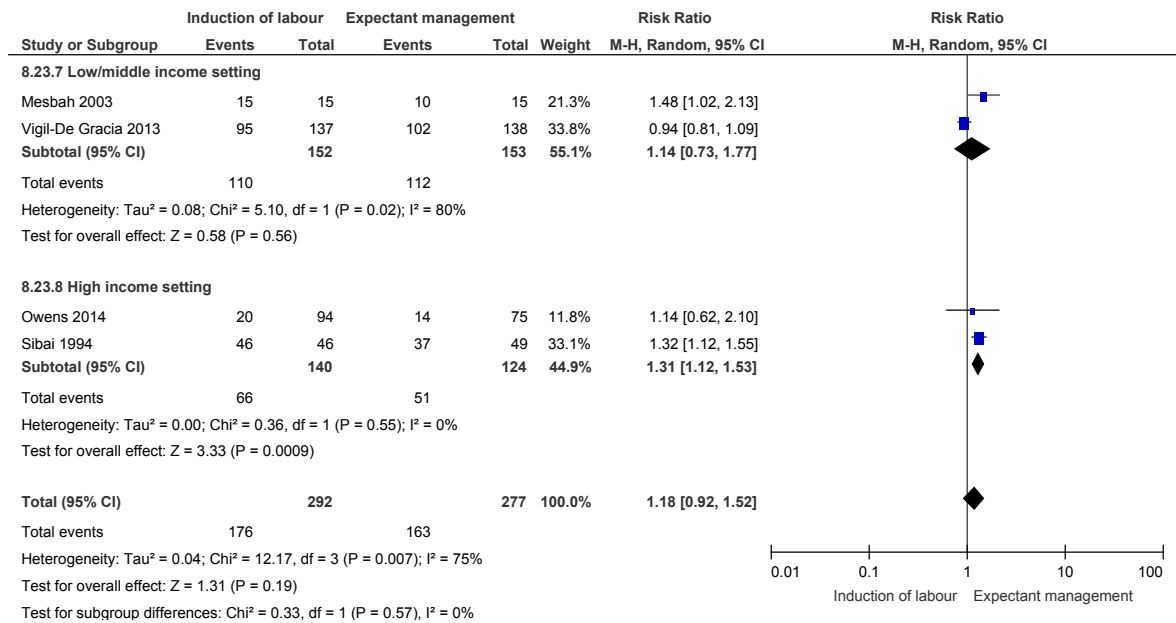 Induction of labour Expectant management Risk Ratio Risk Ratio
Study or Subgroup Events Total Events Total Weight M-H, Random, 95% CI M-H, Random, 95% CI
8.23.7 Low/middle income setting
Mesbah 2003 15 15 10 15 21.3% 1.48 [1.02, 2.13]
Vigil-De Gracia 2013 95 137 102 138 33.8% 0.94 [0.81, 1.09]
Subtotal (95% CI) 152 153 55.1% 1.14 [0.73, 1.77]
Total events 110 112
Heterogeneity: Tau² = 0.08; Chi² = 5.10, df = 1 (P = 0.02); I² = 80%
Test for overall effect: Z = 0.58 (P = 0.56)
8.23.8 High income setting
Owens 2014 20 94 14 75 11.8% 1.14 [0.62, 2.10]
Sibai 1994 46 46 37 49 33.1% 1.32 [1.12, 1.55]
Subtotal (95% CI) 140 124 44.9% 1.31 [1.12, 1.53]
Total events 66 51
Heterogeneity: Tau² = 0.00; Chi² = 0.36, df = 1 (P = 0.55); I² = 0%
Test for overall effect: Z = 3.33 (P = 0.0009)
Total (95% CI) 292 277 100.0% 1.18 [0.92, 1.52]
Total events 176 163
Heterogeneity: Tau² = 0.04; Chi² = 12.17, df = 3 (P = 0.007); I² = 75%
Test for overall effect: Z = 1.31 (P = 0.19)
Test for subgroup differences: Chi² = 0.33, df = 1 (P = 0.57), I² = 0%
0.01 0.1 1 10 100
Induction of labour Expectant management